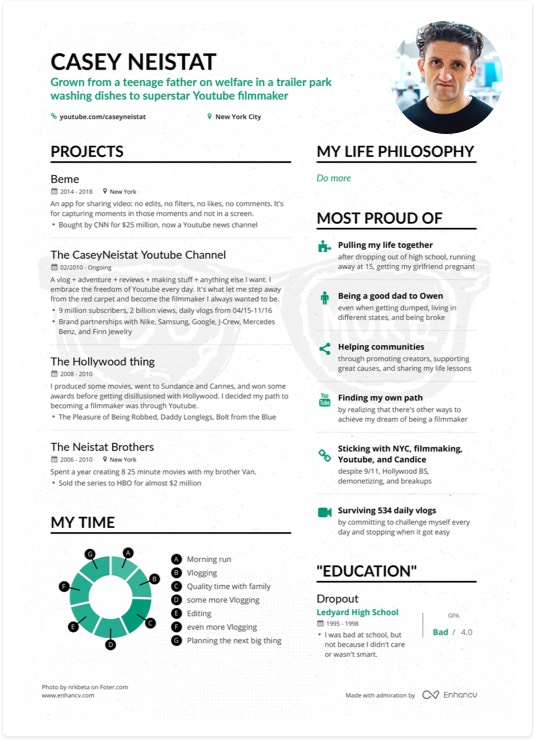 CASEY NEISTAT
Grown from a teenage father on welfare in a trailer park
washing dishes to superstar Youtube filmmaker
youtube.com/caseyneistat
New York City
PROJECTS
Beme
2014 - 2018 New York
An app for sharing video: no edits, no filters, no likes, no comments. It's
for capturing moments in those moments and not in a screen.
• Bought by CNN for $25 million, now a Youtube news channel
The CaseyNeistat Youtube Channel
02/2010 - Ongoing
A vlog + adventure + reviews + making stuff + anything else I want. I
embrace the freedom of Youtube every day. It's what let me step away
from the red carpet and become the filmmaker I always wanted to be.
• 9 million subscribers, 2 billion views, daily vlogs from 04/15-11/16
• Brand partnerships with Nike, Samsung, Google, J-Crew, Mercedes
Benz, and Finn Jewelry
The Hollywood thing
2008 - 2010
I produced some movies, went to Sundance and Cannes, and won some
awards before getting disillusioned with Hollywood. I decided my path to
becoming a filmmaker was through Youtube.
• The Pleasure of Being Robbed, Daddy Longlegs, Bolt from the Blue
The Neistat Brothers
2006 - 2010 New York
Spent a year creating 8 25 minute movies with my brother Van.
• Sold the series to HBO for almost $2 million
MY TIME
G
A
B
C
D
E
F
A Morning run
B Vlogging
C Quality time with family
D some more Vlogging
E Editing
F even more Vlogging
G Planning the next big thing
MY LIFE PHILOSOPHY
Do more
MOST PROUD OF
Pulling my life together
after dropping out of high school, running
away at 15, getting my girlfriend pregnant
Being a good dad to Owen
even when getting dumped, living in
different states, and being broke
Helping communities
through promoting creators, supporting
great causes, and sharing my life lessons
You
Tube
Finding my own path
by realizing that there's other ways to
achieve my dream of being a filmmaker
Sticking with NYC, filmmaking,
Youtube, and Candice
despite 9/11, Hollywood BS,
demonetizing, and breakups
Surviving 534 daily vlogs
by committing to challenge myself every
day and stopping when it got easy
"EDUCATION"
Dropout
Ledyard High School
1995 - 1998
• I was bad at school, but
not because I didn't care
or wasn't smart.
GPA
Bad / 4.0
Photo by nrkbeta on Foter.com
www.enhancv.com
Made with admiration by Enhancv